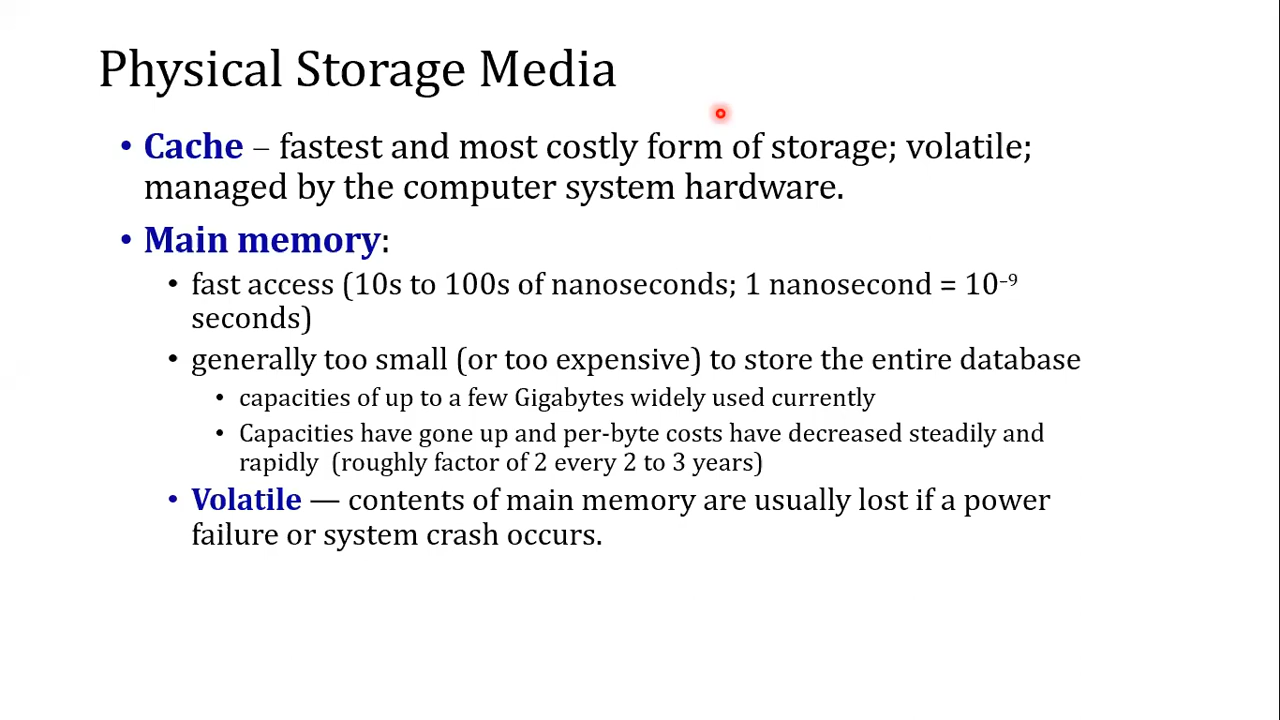 Physical Storage Media
• Cache – fastest and most costly form of storage; volatile;
managed by the computer system hardware.
• Main memory:
• fast access (10s to 100s of nanoseconds; 1 nanosecond = 10⁻⁹
seconds)
• generally too small (or too expensive) to store the entire database
• capacities of up to a few Gigabytes widely used currently
• Capacities have gone up and per-byte costs have decreased steadily and
rapidly  (roughly factor of 2 every 2 to 3 years)
• Volatile — contents of main memory are usually lost if a power
failure or system crash occurs.